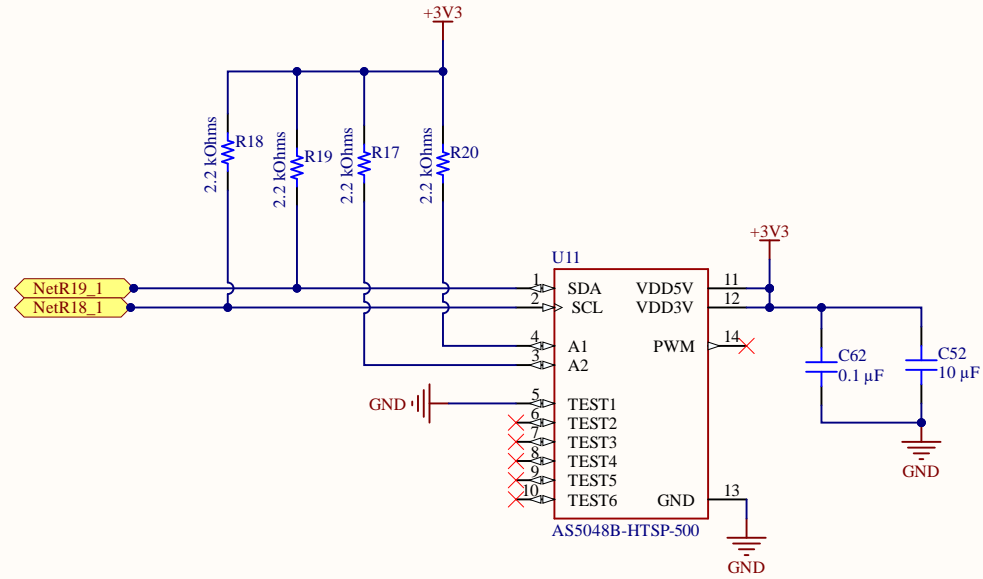 +3V3
2.2 kOhms
R18
2.2 kOhms
R19
2.2 kOhms
R17
2.2 kOhms
R20
+3V3
U11
NetR19_1
1
SDA
VDD5V
11
NetR18_1
2
SCL
VDD3V
12
4
A1
PWM
14
3
A2
C62
0.1 µF
C52
10 µF
GND
5
TEST1
6
TEST2
7
TEST3
8
TEST4
9
TEST5
10
TEST6
GND
13
GND
AS5048B-HTSP-500
GND